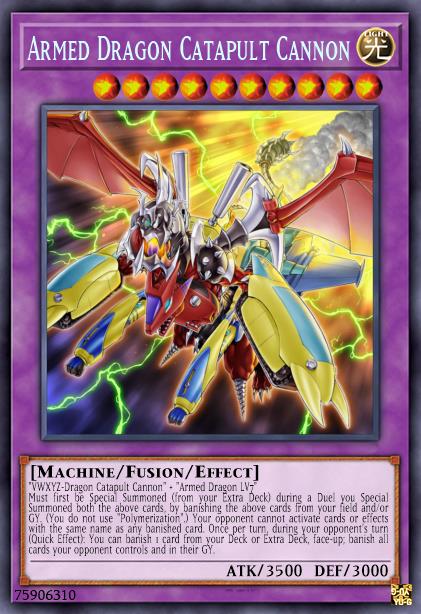 ARMED DRAGON CATAPULT CANNON
LIGHT
光
[MACHINE/FUSION/EFFECT]
"VWXYZ-Dragon Catapult Cannon" + "Armed Dragon LV7"
Must first be Special Summoned (from your Extra Deck) during a Duel you Special
Summoned both the above cards, by banishing the above cards from your field and/or
GY. (You do not use "Polymerization".) Your opponent cannot activate cards or effects
with the same name as any banished card. Once per turn, during your opponent's turn
(Quick Effect): You can banish 1 card from your Deck or Extra Deck, face-up; banish all
cards your opponent controls and in their GY.
ATK/3500 DEF/3000
75906310